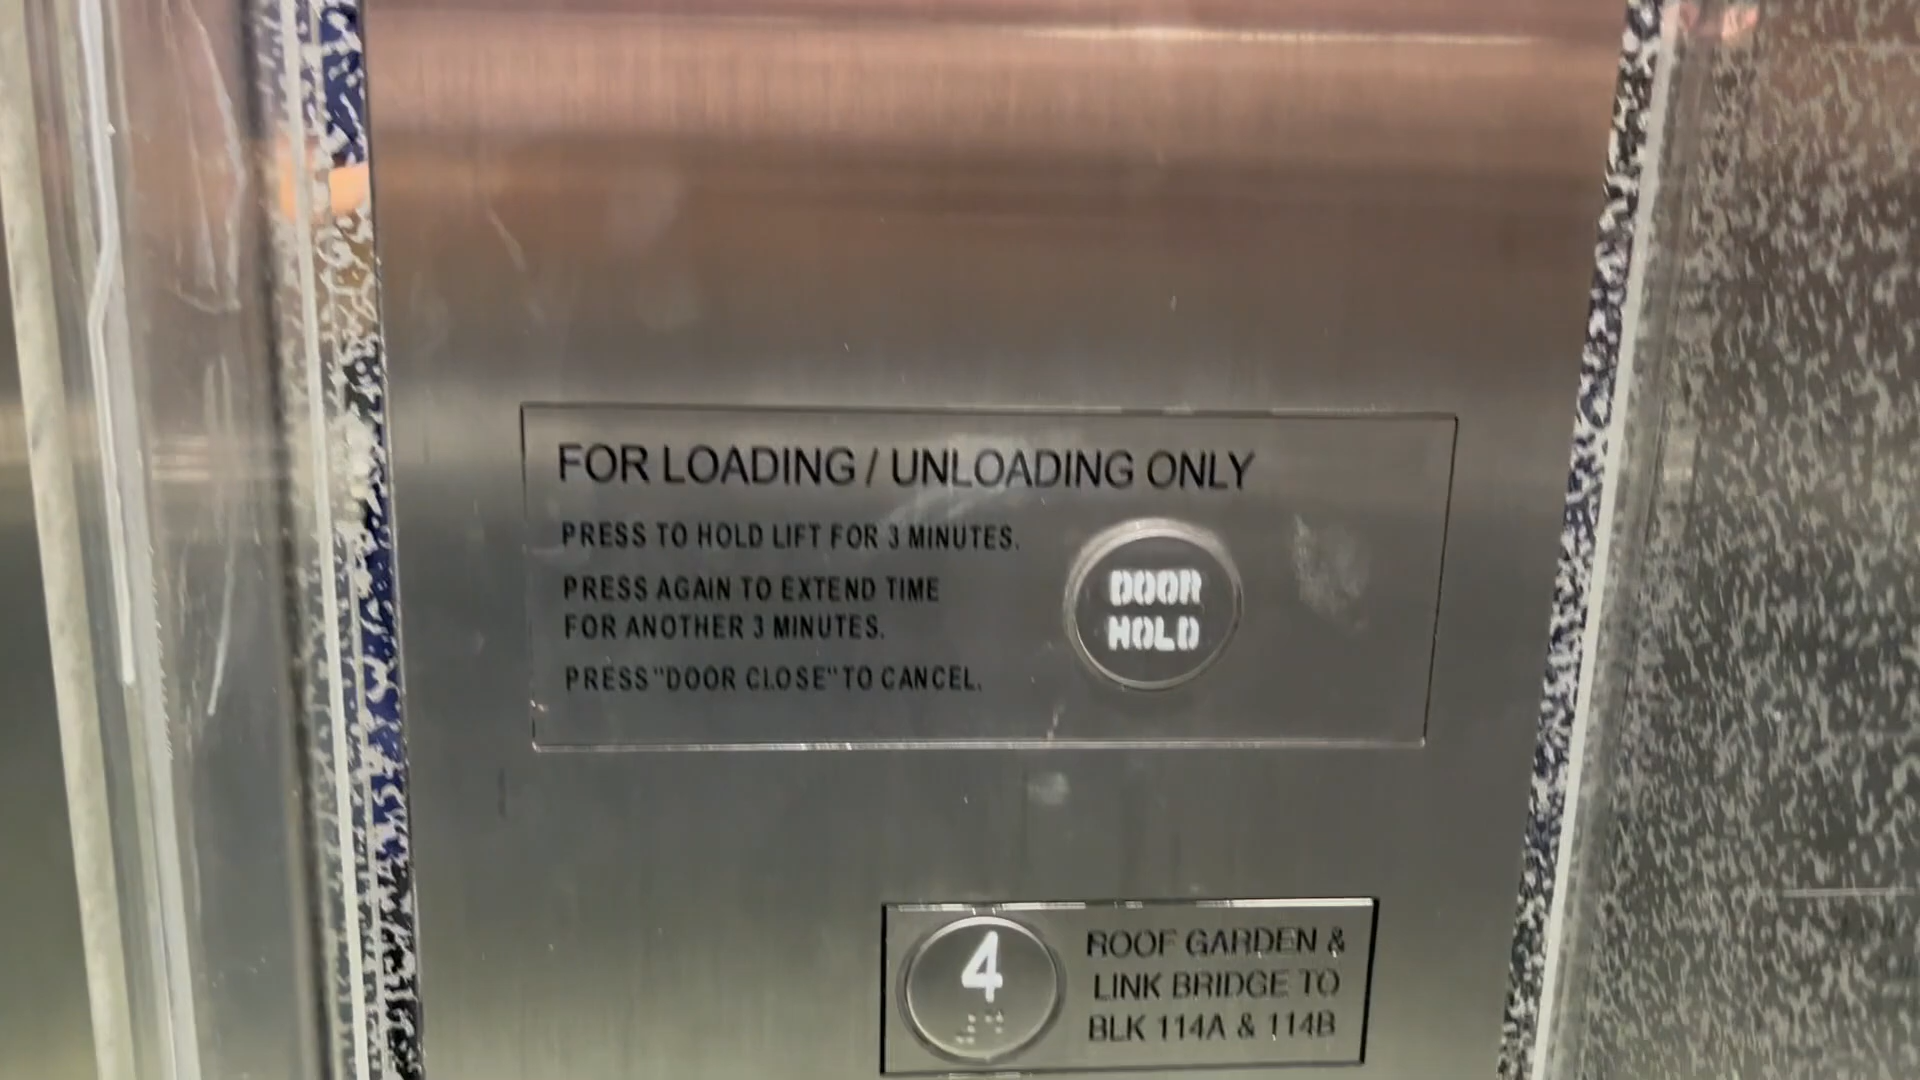 FOR LOADING / UNLOADING ONLY
PRESS TO HOLD LIFT FOR 3 MINUTES.
PRESS AGAIN TO EXTEND TIME
FOR ANOTHER 3 MINUTES.
PRESS "DOOR CLOSE" TO CANCEL.
DOOR
HOLD
4
ROOF GARDEN &
LINK BRIDGE TO
BLK 114A & 114B